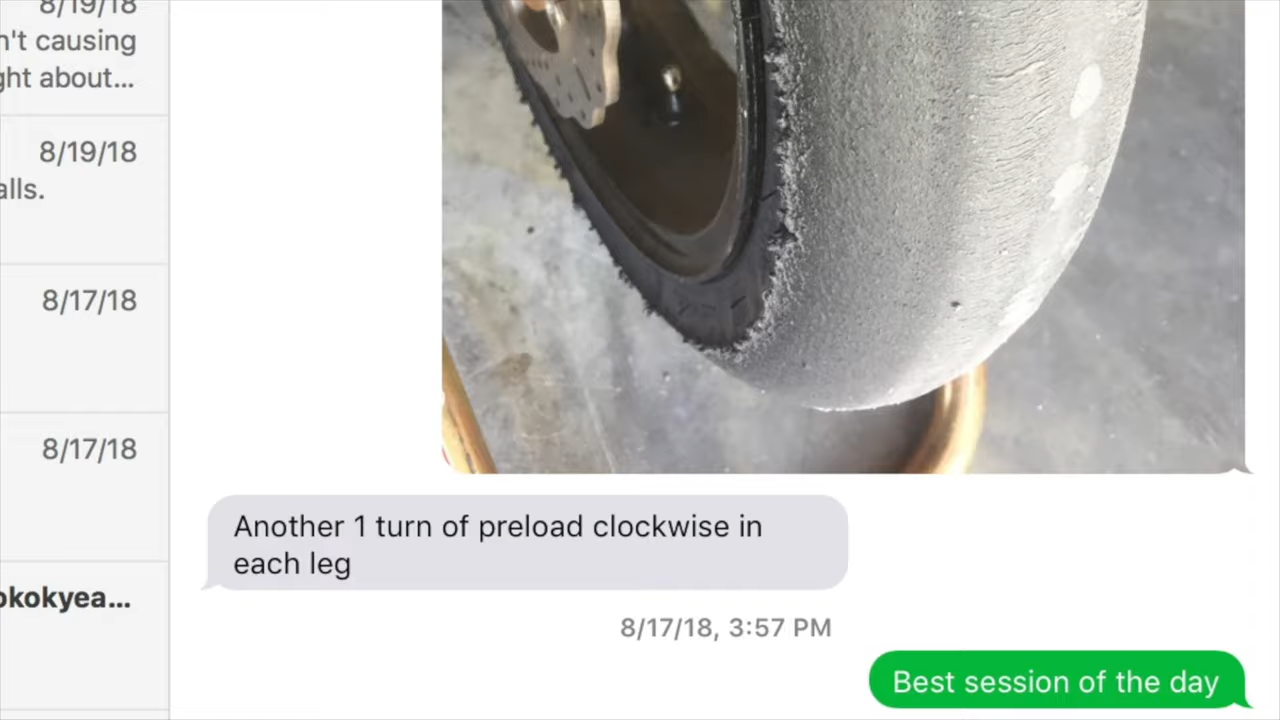 8/19/18
n't causing
ght about...
8/19/18
alls.
8/17/18
8/17/18
okokyea...
Another 1 turn of preload clockwise in
each leg
8/17/18, 3:57 PM
Best session of the day